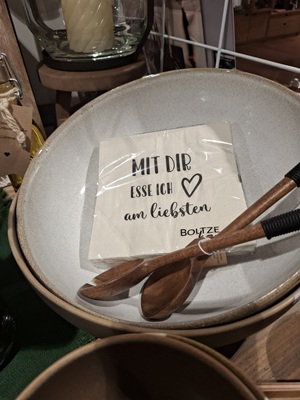 MIT DIR
ESSE ICH
am liebsten
BOLTZE